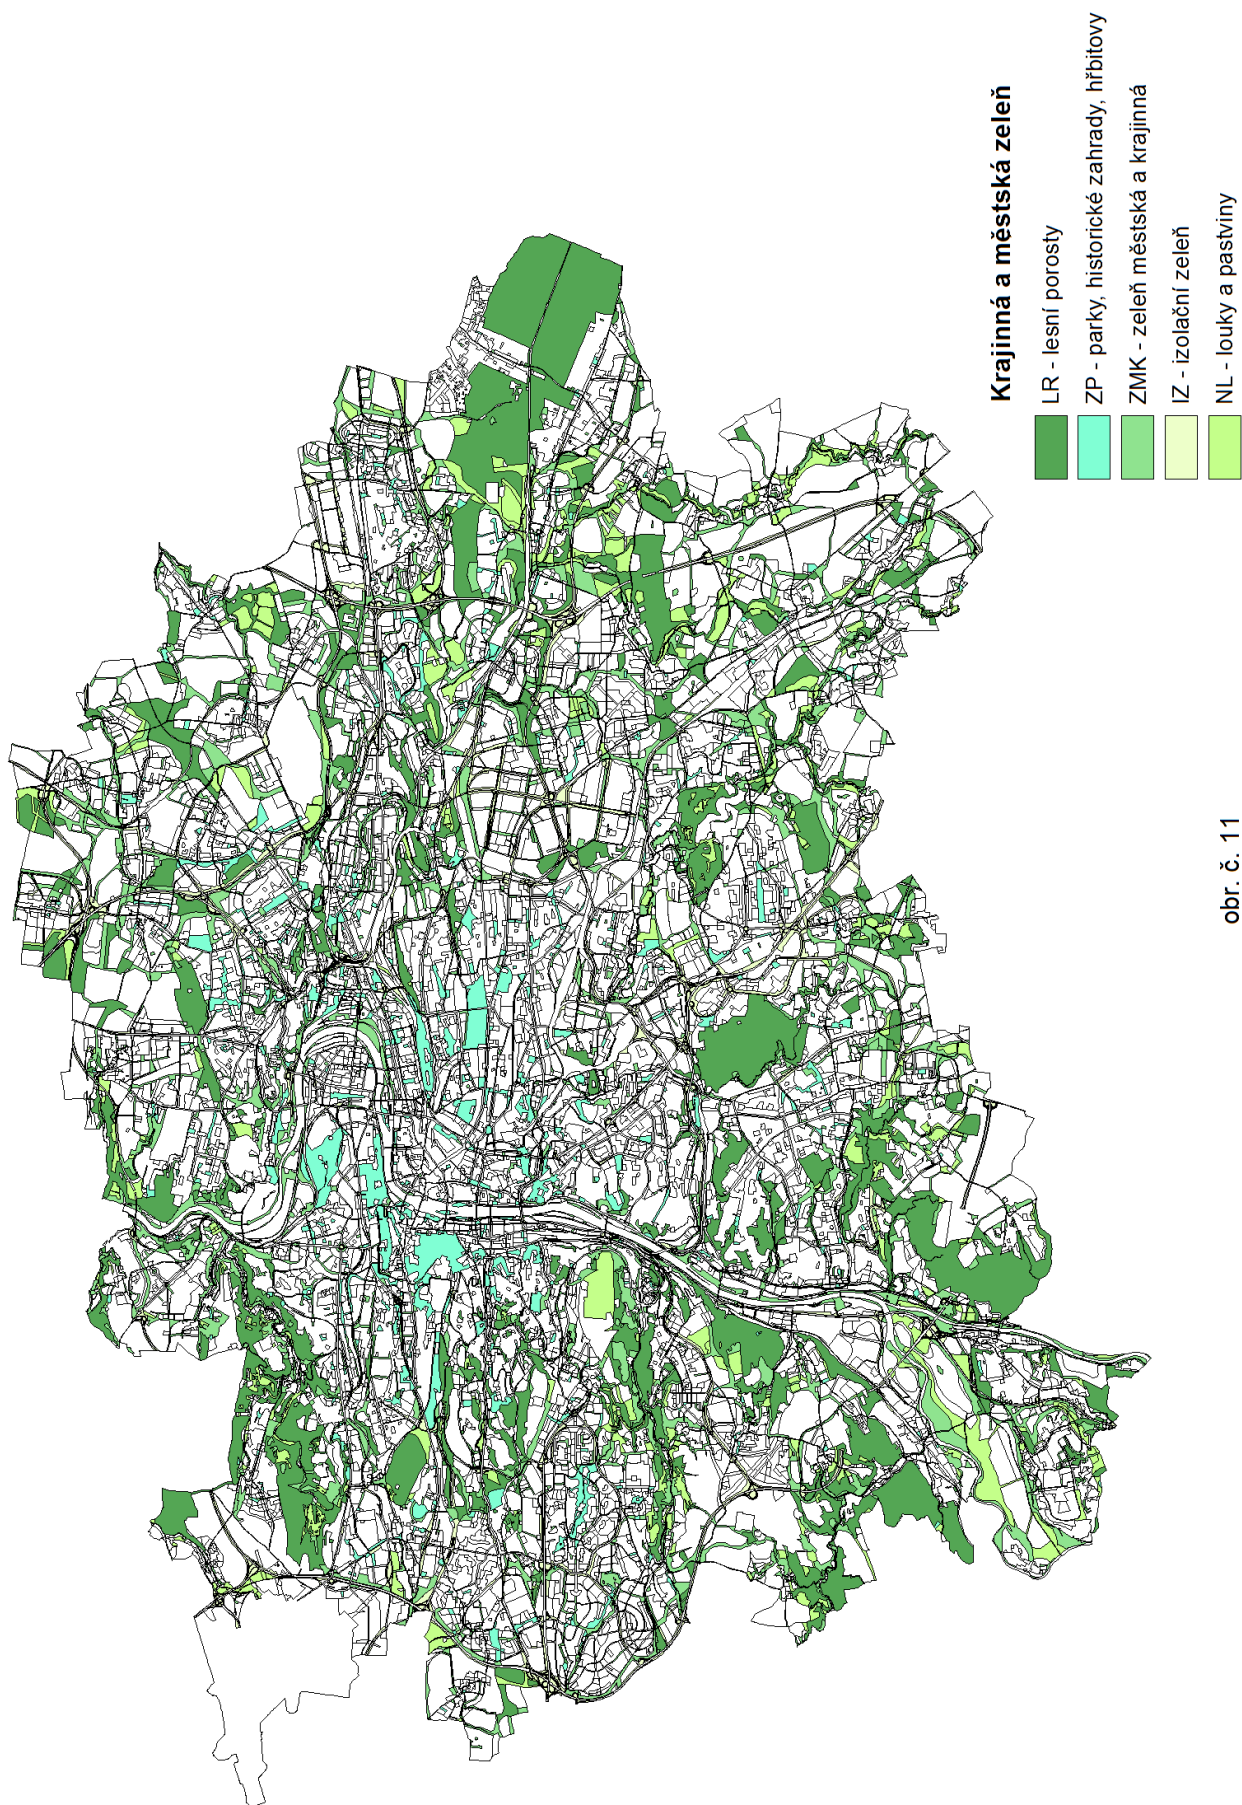 Krajinná a městská zeleň
LR - lesní porosty
ZP - parky, historické zahrady, hřbitovy
ZMK - zeleň městská a krajinná
IZ - izolační zeleň
NL - louky a pastviny
obr. č. 11